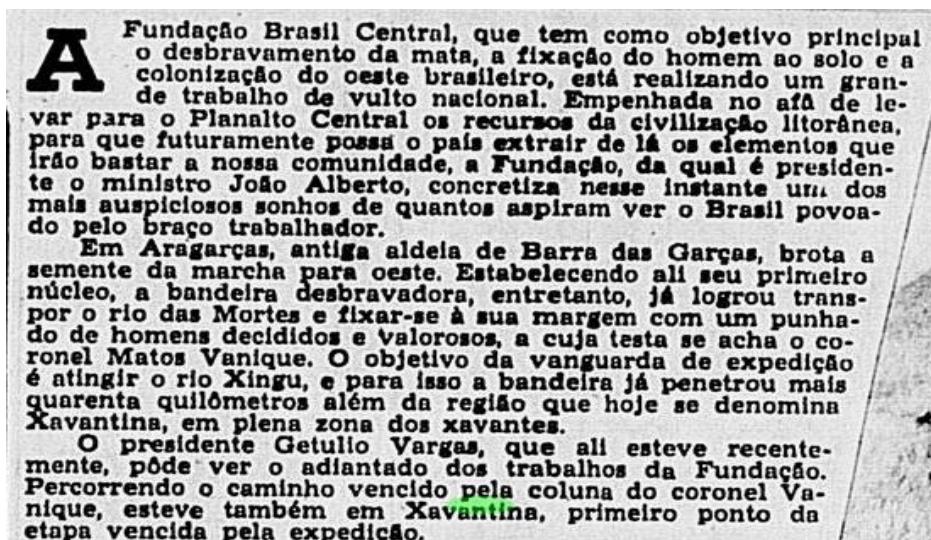 A Fundação Brasil Central, que tem como objetivo principal
o desbravamento da mata, a fixação do homem ao solo e a
colonização do oeste brasileiro, está realizando um gran-
de trabalho de vulto nacional. Empenhada no afã de le-
var para o Planalto Central os recursos da civilização litorânea,
para que futuramente possa o país extrair de lá os elementos que
irão bastar a nossa comunidade, a Fundação, da qual é presiden-
te o ministro João Alberto, concretiza nesse instante um dos
mais auspiciosos sonhos de quantos aspiram ver o Brasil povoa-
do pelo braço trabalhador.
Em Aragarças, antiga aldeia de Barra das Garças, brota a
semente da marcha para oeste. Estabelecendo ali seu primeiro
núcleo, a bandeira desbravadora, entretanto, já logrou trans-
por o rio das Mortes e fixar-se à sua margem com um punha-
do de homens decididos e valorosos, a cuja testa se acha o co-
ronel Matos Vanique. O objetivo da vanguarda de expedição
é atingir o rio Xingu, e para isso a bandeira já penetrou mais
quarenta quilômetros além da região que hoje se denomina
Xavantina, em plena zona dos xavantes.
O presidente Getulio Vargas, que ali esteve recente-
mente, pôde ver o adiantado dos trabalhos da Fundação.
Percorrendo o caminho vencido pela coluna do coronel Va-
nique, esteve também em Xavantina, primeiro ponto da
etapa vencida pela expedição.